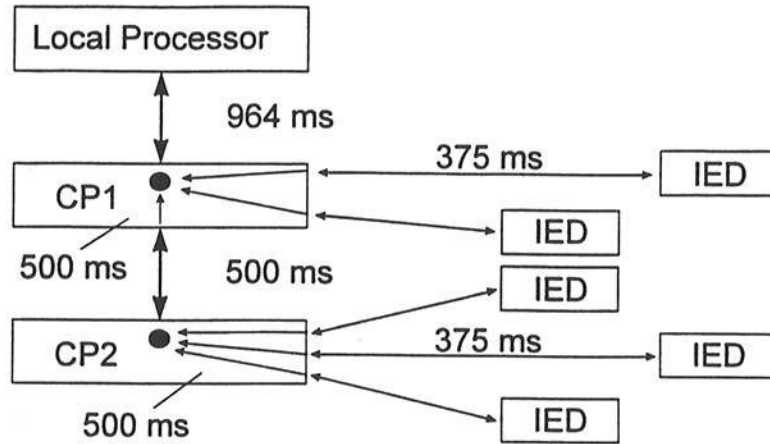 Local Processor
964 ms
375 ms
IED
CP1
IED
500 ms
500 ms
IED
CP2
375 ms
IED
500 ms
IED